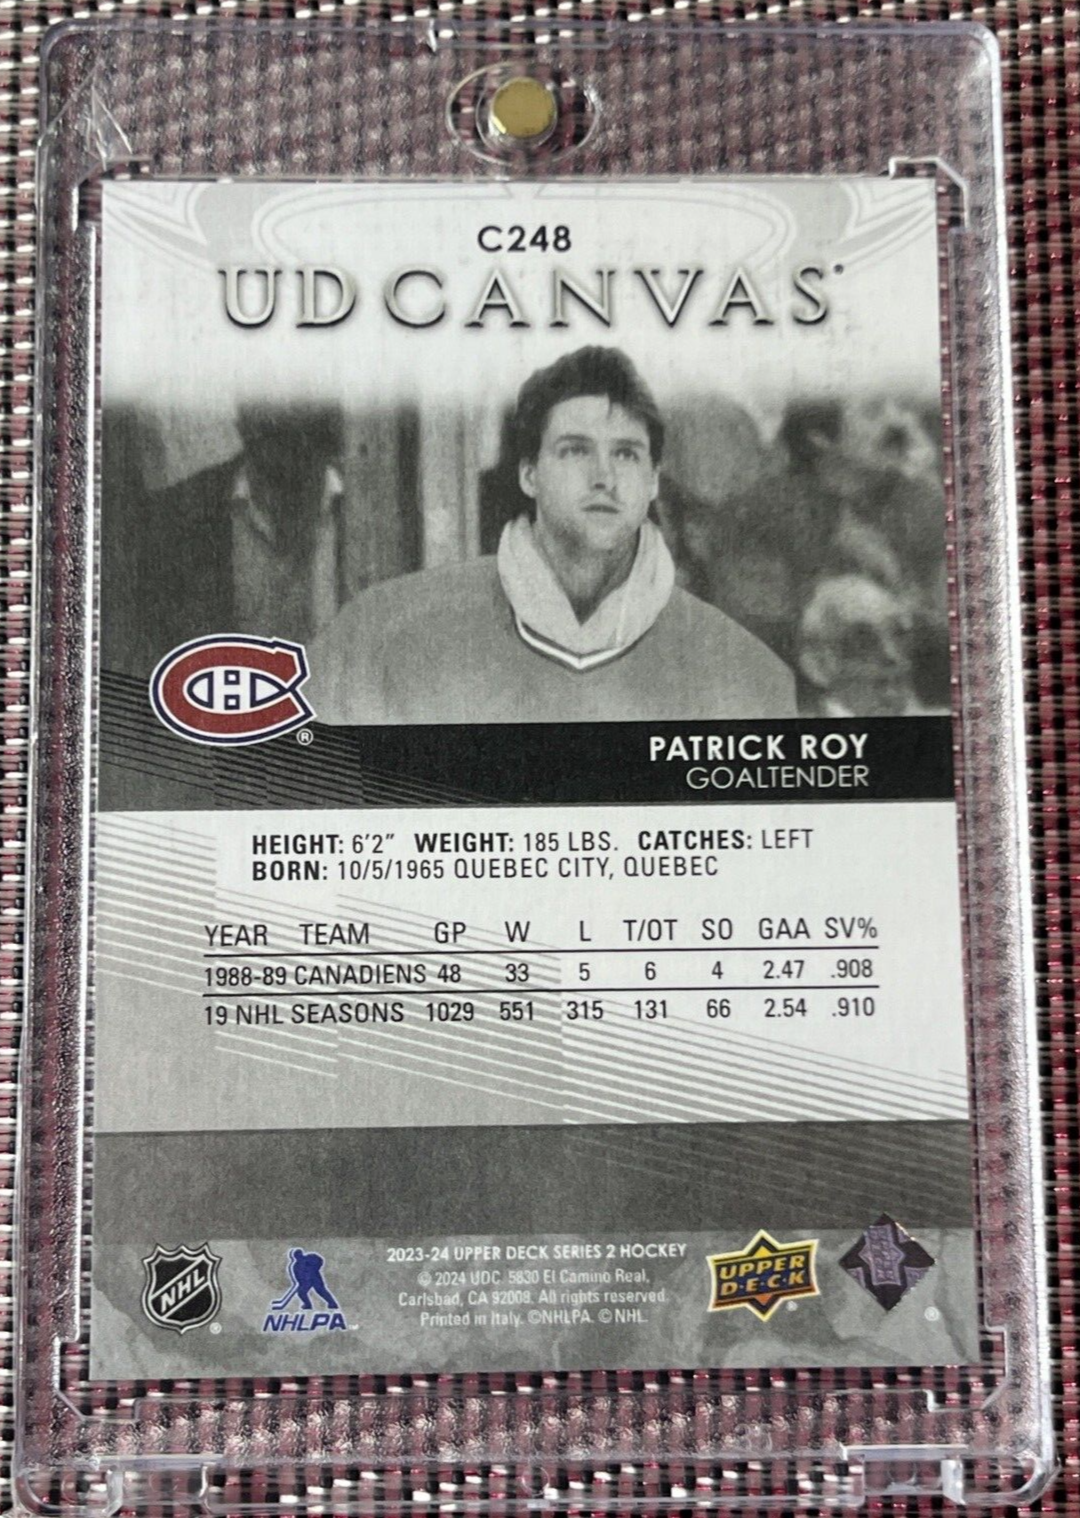 C248
UD CANVAS
PATRICK ROY
GOALTENDER
HEIGHT: 6'2" WEIGHT: 185 LBS. CATCHES: LEFT
BORN: 10/5/1965 QUEBEC CITY, QUEBEC
YEAR TEAM GP W L T/OT SO GAA SV%
1988-89 CANADIENS 48 33 5 6 4 2.47 .908
19 NHL SEASONS 1029 551 315 131 66 2.54 .910
2023-24 UPPER DECK SERIES 2 HOCKEY
© 2024 UDC. 5830 El Camino Real,
Carlsbad, CA 92008. All rights reserved.
Printed in Italy. ©NHLPA. ©NHL.
NHL
NHLPA
UPPER
D·E·C·K